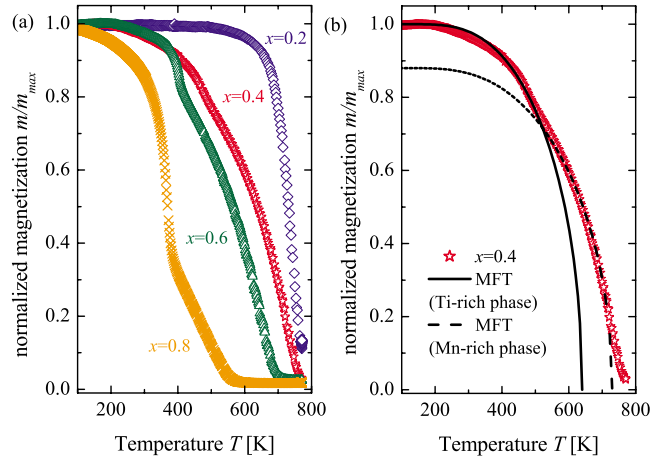 (a)
x=0.2
x=0.4
x=0.6
x=0.8
1.0
0.8
0.6
0.4
0.2
0.0
normalized magnetization m/m_max
200 400 600 800
Temperature T [K]
(b)
x=0.4
MFT
(Ti-rich phase)
MFT
(Mn-rich phase)
1.0
0.8
0.6
0.4
0.2
0.0
normalized magnetization m/m_max
200 400 600 800
Temperature T [K]